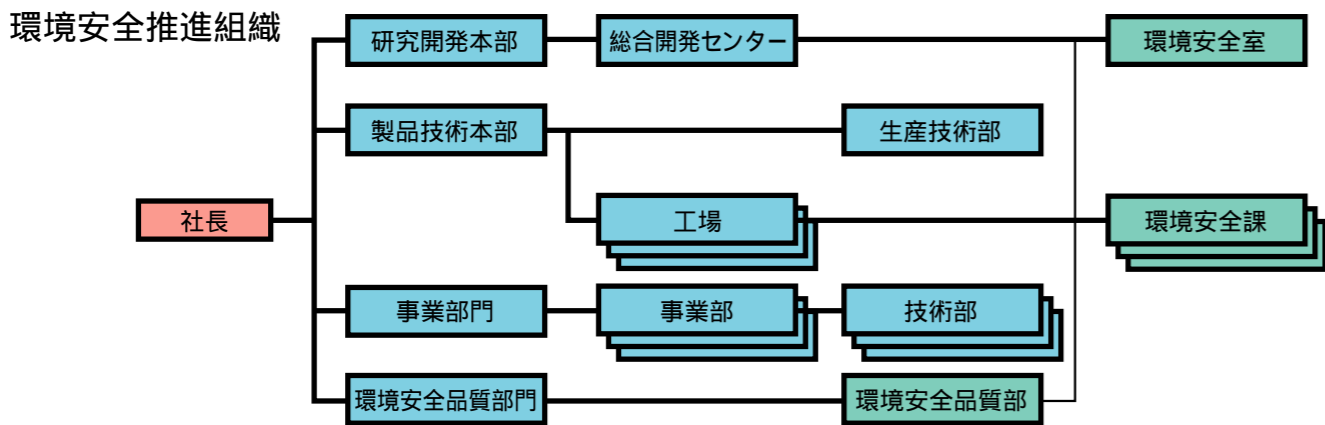 環境安全推進組織
研究開発本部
総合開発センター
環境安全室
製品技術本部
生産技術部
社長
工場
環境安全課
事業部門
事業部
技術部
環境安全品質部門
環境安全品質部